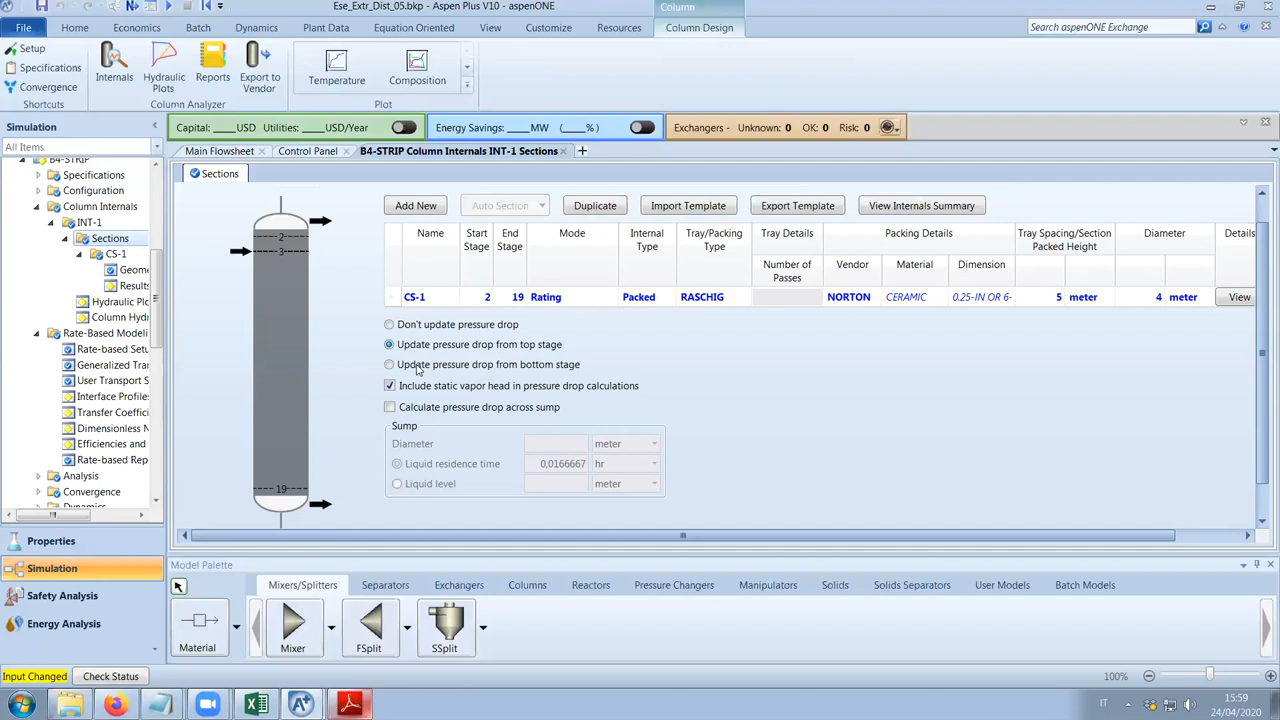 Ese_Extr_Dist_05.bkp - Aspen Plus V10 - aspenONE
Column
File Home Economics Batch Dynamics Plant Data Equation Oriented View Customize Resources Column Design
Search aspenONE Exchange
Setup
Specifications
Convergence
Shortcuts
Internals
Hydraulic Plots
Reports
Export to Vendor
Column Analyzer
Temperature
Composition
Plot
Simulation
All Items
Capital: ____USD Utilities: ____USD/Year
Energy Savings: ____MW (____%)
Exchangers - Unknown: 0 OK: 0 Risk: 0
Main Flowsheet
Control Panel
B4-STRIP Column Internals INT-1 Sections
+
B4-STRIP
Specifications
Configuration
Column Internals
INT-1
Sections
CS-1
Geome
Results
Hydraulic Plo
Column Hydr
Rate-Based Modeli
Rate-based Setu
Generalized Tran
User Transport S
Interface Profiles
Transfer Coeffici
Dimensionless N
Efficiencies and
Rate-based Rep
Analysis
Convergence
Dynamics
Properties
Simulation
Safety Analysis
Energy Analysis
Sections
2
3
19
Add New
Auto Section
Duplicate
Import Template
Export Template
View Internals Summary
Name Start Stage End Stage Mode Internal Type Tray/Packing Type Tray Details Packing Details Tray Spacing/Section Packed Height Diameter Details
Number of Passes Vendor Material Dimension
CS-1 2 19 Rating Packed RASCHIG NORTON CERAMIC 0.25-IN OR 6- 5 meter 4 meter View
Don't update pressure drop
Update pressure drop from top stage
Update pressure drop from bottom stage
Include static vapor head in pressure drop calculations
Calculate pressure drop across sump
Sump
Diameter meter
Liquid residence time 0,0166667 hr
Liquid level meter
Model Palette
Mixers/Splitters Separators Exchangers Columns Reactors Pressure Changers Manipulators Solids Solids Separators User Models Batch Models
Material
Mixer
FSplit
SSplit
Input Changed
Check Status
100%
IT
15:59
24/04/2020